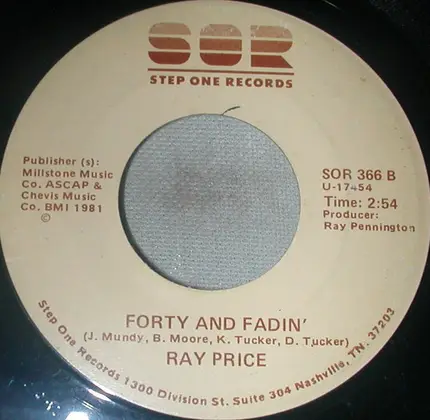 SOR
STEP ONE RECORDS
Publisher (s):
Millstone Music
Co. ASCAP &
Chevis Music
Co. BMI 1981
©
SOR 366 B
U-17454
Time: 2:54
Producer:
Ray Pennington
FORTY AND FADIN'
(J. Mundy, B. Moore, K. Tucker, D. Tucker)
RAY PRICE
Step One Records 1300 Division St. Suite 304 Nashville, TN. 37203